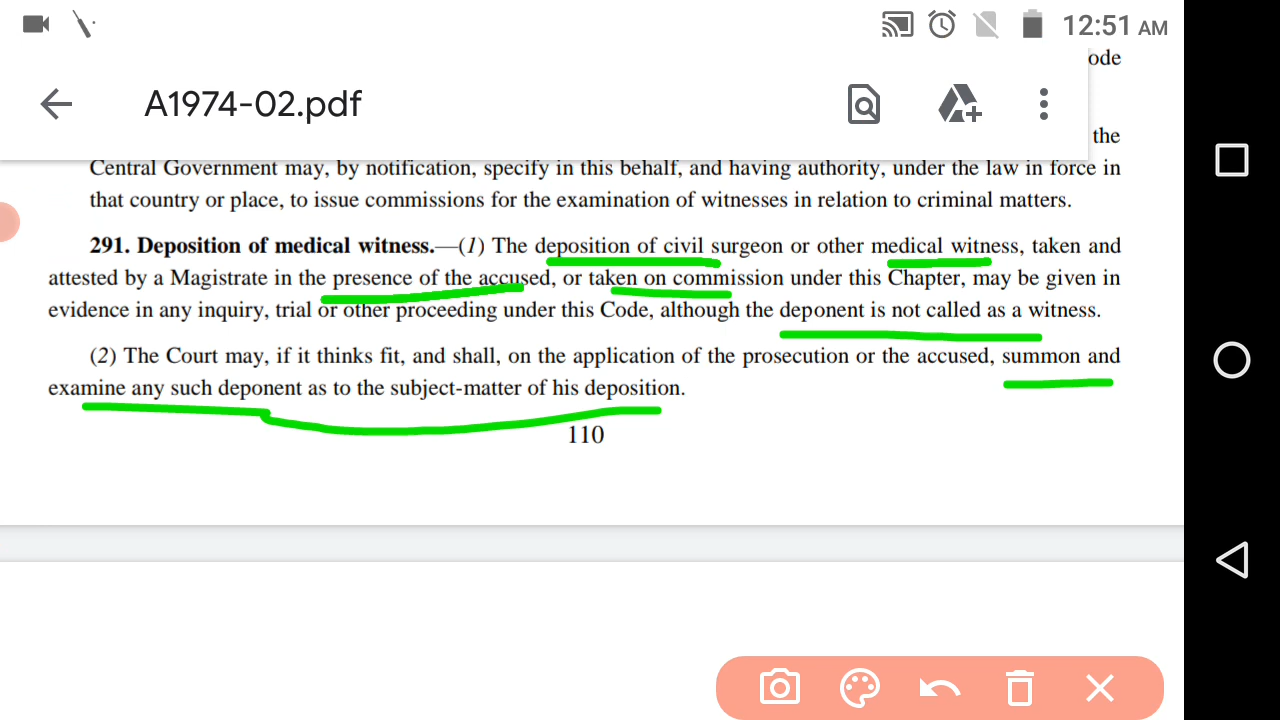 12:51 AM
ode
A1974-02.pdf
the
Central Government may, by notification, specify in this behalf, and having authority, under the law in force in
that country or place, to issue commissions for the examination of witnesses in relation to criminal matters.
291. Deposition of medical witness.—(1) The deposition of civil surgeon or other medical witness, taken and
attested by a Magistrate in the presence of the accused, or taken on commission under this Chapter, may be given in
evidence in any inquiry, trial or other proceeding under this Code, although the deponent is not called as a witness.
(2) The Court may, if it thinks fit, and shall, on the application of the prosecution or the accused, summon and
examine any such deponent as to the subject-matter of his deposition.
110